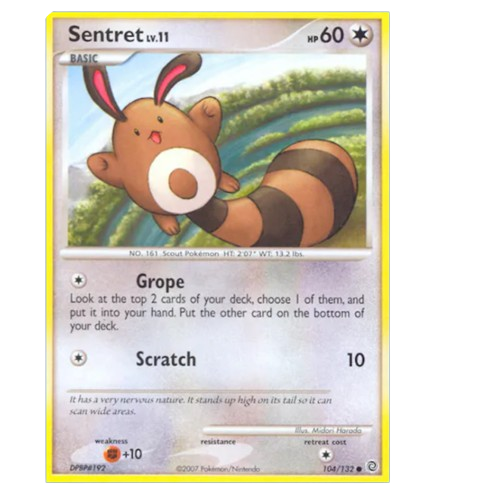 Sentret LV.11 HP 60
BASIC
NO. 161 Scout Pokémon HT: 2'07" WT: 13.2 lbs.
Grope
Look at the top 2 cards of your deck, choose 1 of them, and
put it into your hand. Put the other card on the bottom of
your deck.
Scratch 10
It has a very nervous nature. It stands up high on its tail so it can
scan wide areas.
Illus. Midori Harada
weakness resistance retreat cost
+10
DPBP#192 ©2007 Pokémon/Nintendo 104/132